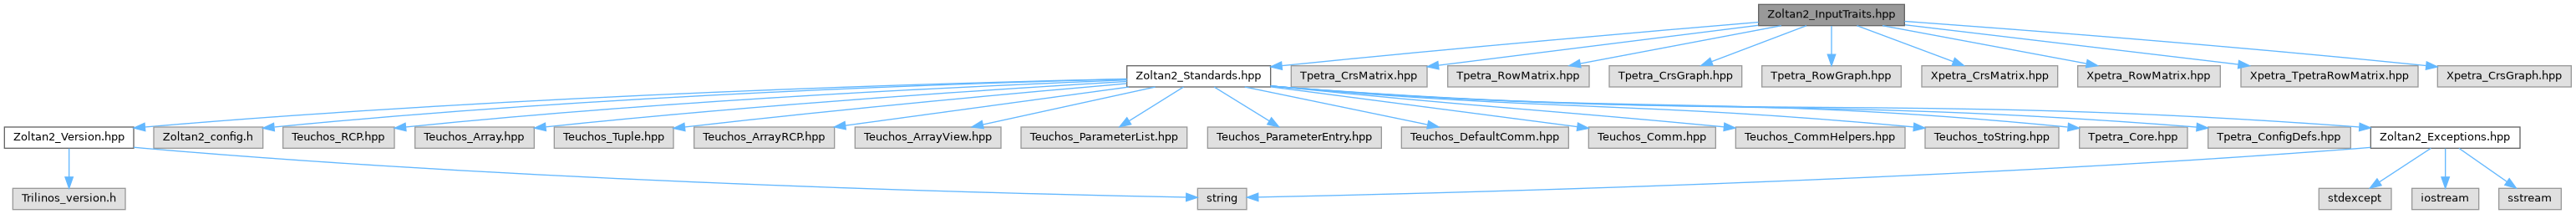 Zoltan2_InputTraits.hpp
Zoltan2_Standards.hpp
Tpetra_CrsMatrix.hpp
Tpetra_RowMatrix.hpp
Tpetra_CrsGraph.hpp
Tpetra_RowGraph.hpp
Xpetra_CrsMatrix.hpp
Xpetra_RowMatrix.hpp
Xpetra_TpetraRowMatrix.hpp
Xpetra_CrsGraph.hpp
Zoltan2_Version.hpp
Zoltan2_config.h
Teuchos_RCP.hpp
Teuchos_Array.hpp
Teuchos_Tuple.hpp
Teuchos_ArrayRCP.hpp
Teuchos_ArrayView.hpp
Teuchos_ParameterList.hpp
Teuchos_ParameterEntry.hpp
Teuchos_DefaultComm.hpp
Teuchos_Comm.hpp
Teuchos_CommHelpers.hpp
Teuchos_toString.hpp
Tpetra_Core.hpp
Tpetra_ConfigDefs.hpp
Zoltan2_Exceptions.hpp
Trilinos_version.h
string
stdexcept
iostream
sstream